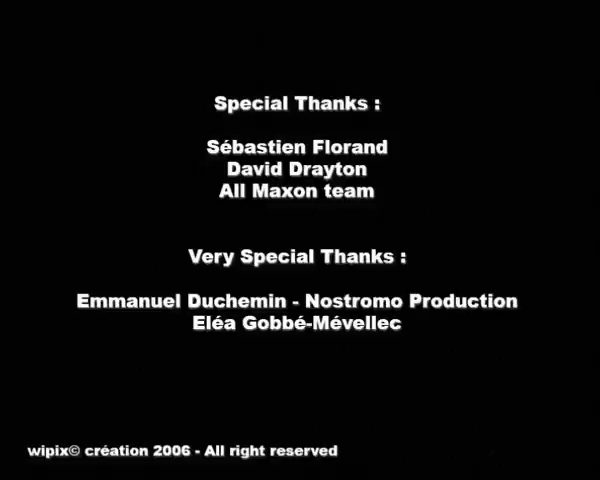 Special Thanks :
Sébastien Florand
David Drayton
All Maxon team
Very Special Thanks :
Emmanuel Duchemin - Nostromo Production
Eléa Gobbé-Mévellec
wipix© création 2006 - All right reserved